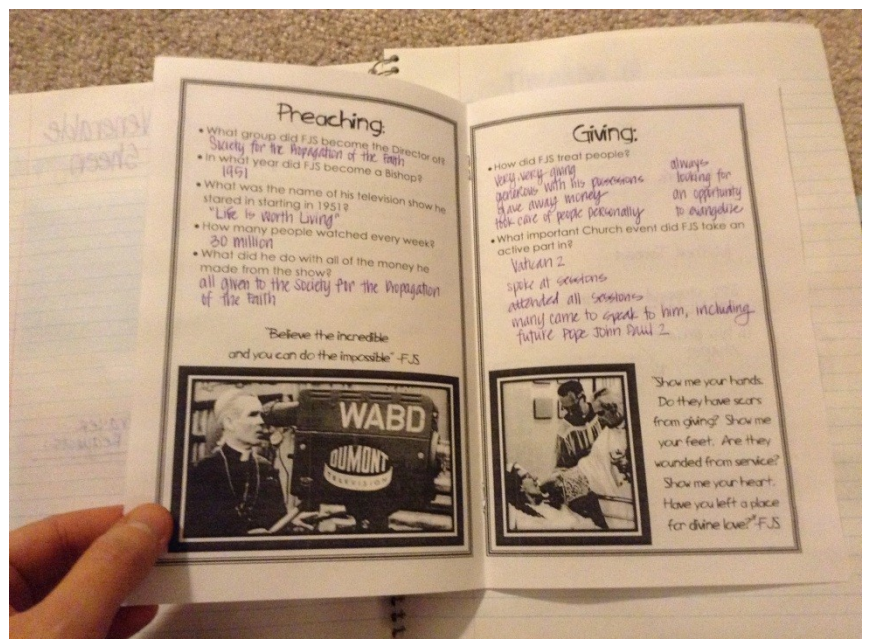 Venerable
Sheen
Preaching:
• What group did FJS become the Director of?
Society for the Propagation of the Faith
• In what year did FJS become a Bishop?
1951
• What was the name of his television show he
stared in starting in 1951?
"Life Is Worth Living"
• How many people watched every week?
30 million
• What did he do with all of the money he
made from the show?
all given to the Society for the Propagation
of the Faith
"Believe the incredible
and you can do the impossible" -FJS
WABD
DUMONT
TELEVISION
Giving:
• How did FJS treat people?
very, very giving
generous with his possessions
gave away money
took care of people personally
always
looking for
an opportunity
to evangelize
• What important Church event did FJS take an
active part in?
Vatican 2
spoke at sessions
attended all sessions
many came to speak to him, including
future Pope John Paul 2
"Show me your hands.
Do they have scars
from giving? Show me
your feet. Are they
wounded from service?
Show me your heart.
Have you left a place
for divine love?" -FJS